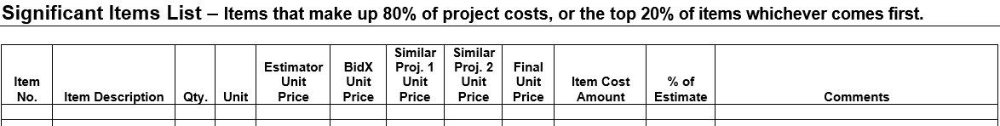 Significant Items List – Items that make up 80% of project costs, or the top 20% of items whichever comes first.
Item No.
Item Description
Qty.
Unit
Estimator Unit Price
BidX Unit Price
Similar Proj. 1 Unit Price
Similar Proj. 2 Unit Price
Final Unit Price
Item Cost Amount
% of Estimate
Comments